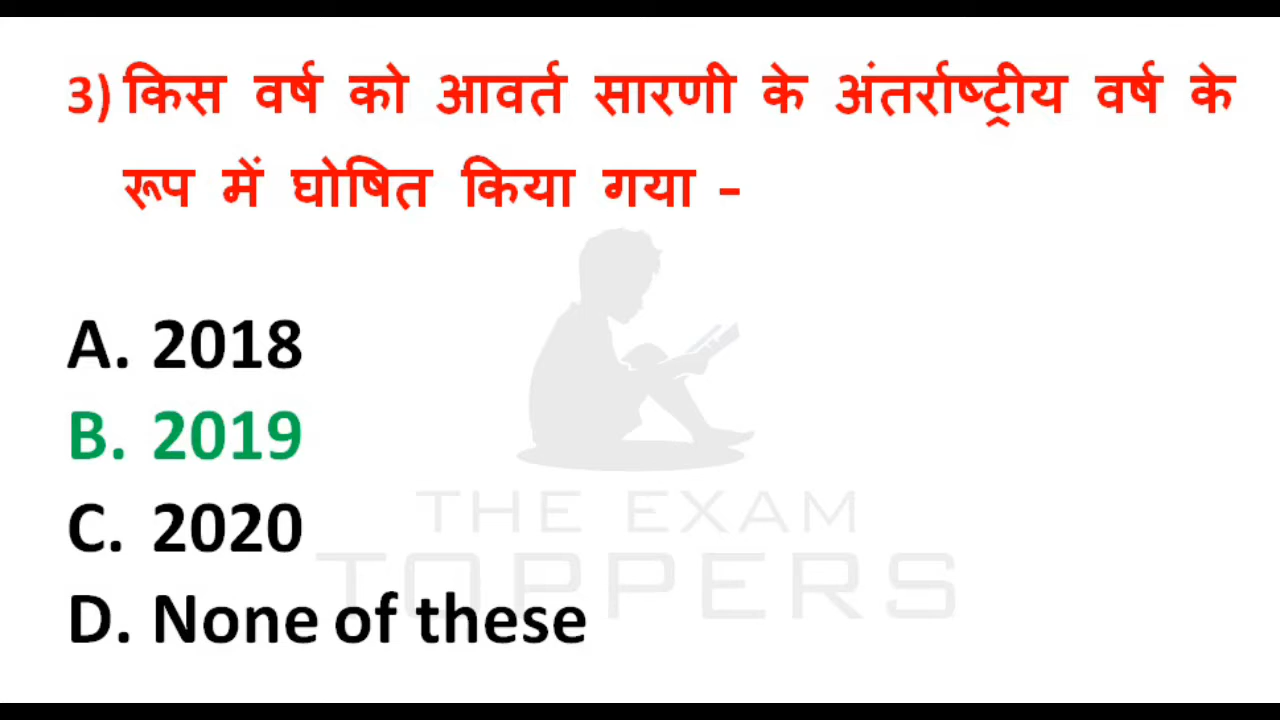 3) किस वर्ष को आवर्त सारणी के अंतर्राष्ट्रीय वर्ष के
रूप में घोषित किया गया -
A. 2018
B. 2019
C. 2020
D. None of these
THE EXAM
TOPPERS